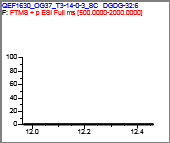 QEF1630_OG37_T3-14-0-3_SC DGDG-32:6
F: FTMS + p ESI Full ms [500.0000-2000.0000]
100
80
60
40
20
0
12.0 12.2 12.4